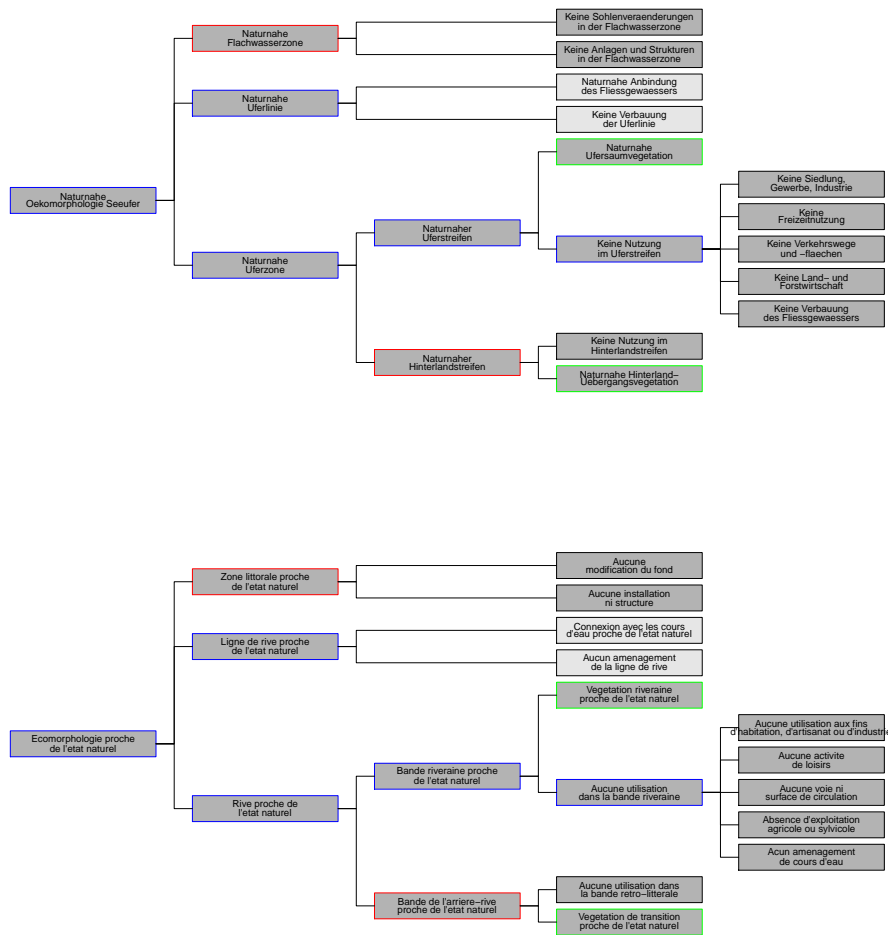 Keine Sohlenveraenderungen
in der Flachwasserzone
Naturnahe
Flachwasserzone
Keine Anlagen und Strukturen
in der Flachwasserzone
Naturnahe Anbindung
des Fliessgewaessers
Naturnahe
Uferlinie
Keine Verbauung
der Uferlinie
Naturnahe
Ufersaumvegetation
Keine Siedlung,
Gewerbe, Industrie
Naturnahe
Oekomorphologie Seeufer
Keine
Freizeitnutzung
Naturnaher
Uferstreifen
Keine Nutzung
im Uferstreifen
Keine Verkehrswege
und −flaechen
Naturnahe
Uferzone
Keine Land− und
Forstwirtschaft
Keine Verbauung
des Fliessgewaessers
Keine Nutzung im
Hinterlandstreifen
Naturnaher
Hinterlandstreifen
Naturnahe Hinterland−
Uebergangsvegetation
Aucune
modification du fond
Zone littorale proche
de l'etat naturel
Aucune installation
ni structure
Connexion avec les cours
d'eau proche de l'etat naturel
Ligne de rive proche
de l'etat naturel
Aucun amenagement
de la ligne de rive
Vegetation riveraine
proche de l'etat naturel
Aucune utilisation aux fins
d'habitation, d'artisanat ou d'industrie
Ecomorphologie proche
de l'etat naturel
Aucune activite
de loisirs
Bande riveraine proche
de l'etat naturel
Aucune utilisation
dans la bande riveraine
Aucune voie ni
surface de circulation
Rive proche de
l'etat naturel
Absence d'exploitation
agricole ou sylvicole
Acun amenagement
de cours d'eau
Aucune utilisation dans
la bande retro−litterale
Bande de l'arriere−rive
proche de l'etat naturel
Vegetation de transition
proche de l'etat naturel